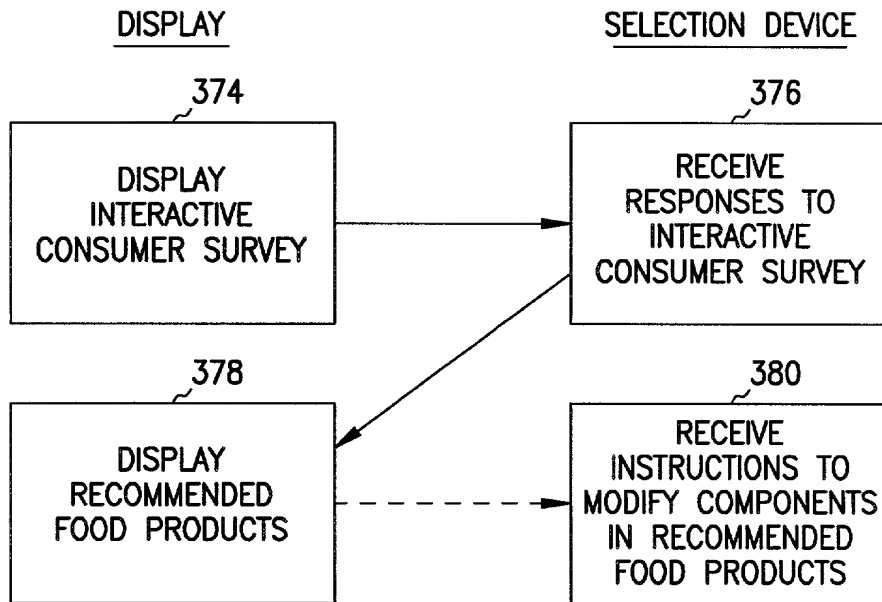 DISPLAY
SELECTION DEVICE
374
DISPLAY
INTERACTIVE
CONSUMER SURVEY
376
RECEIVE
RESPONSES TO
INTERACTIVE
CONSUMER SURVEY
378
DISPLAY
RECOMMENDED
FOOD PRODUCTS
380
RECEIVE
INSTRUCTIONS TO
MODIFY COMPONENTS
IN RECOMMENDED
FOOD PRODUCTS